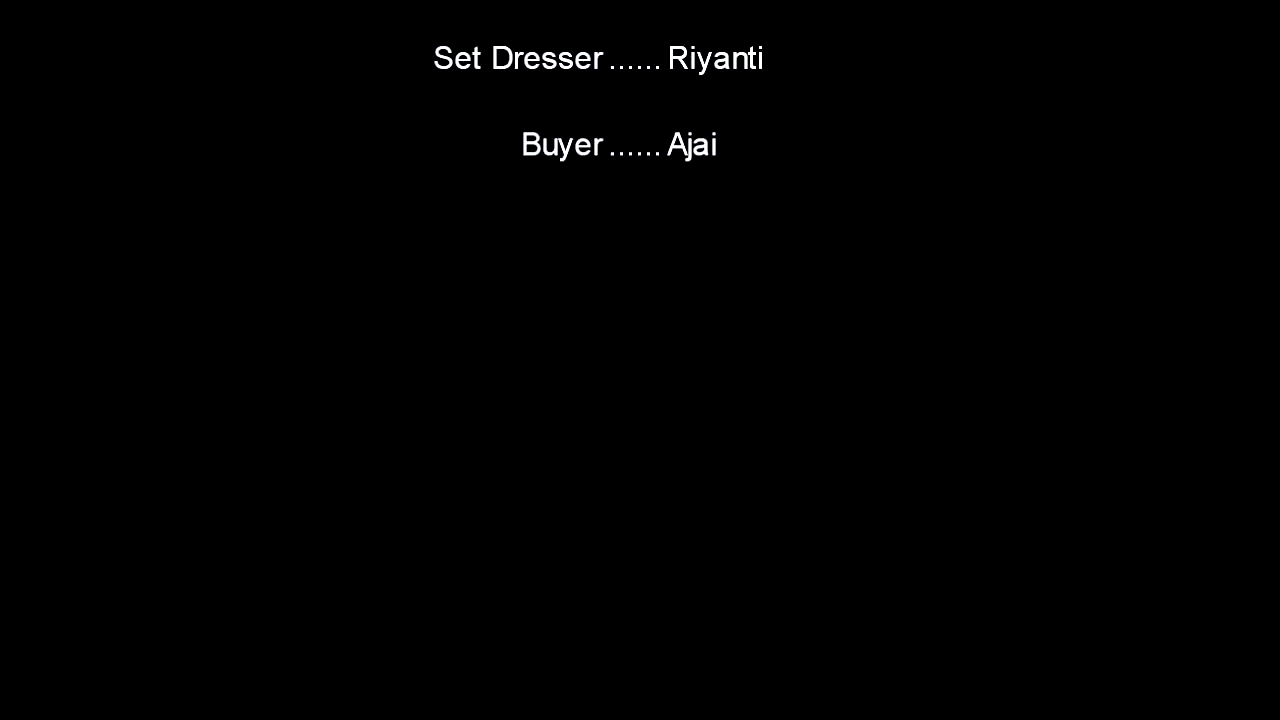 Set Dresser ...... Riyanti
Buyer ...... Ajai